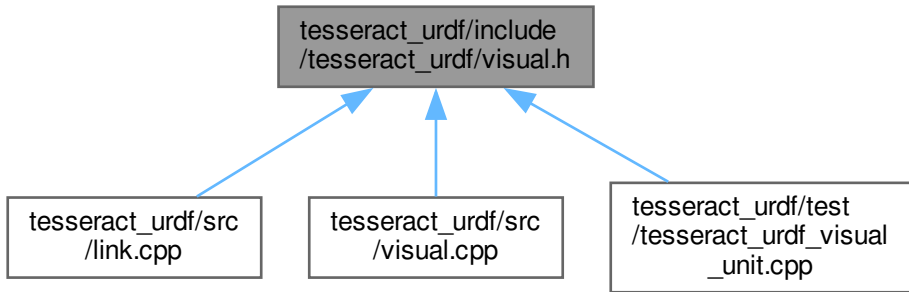 tesseract_urdf/include
/tesseract_urdf/visual.h
tesseract_urdf/src
/link.cpp
tesseract_urdf/src
/visual.cpp
tesseract_urdf/test
/tesseract_urdf_visual
_unit.cpp